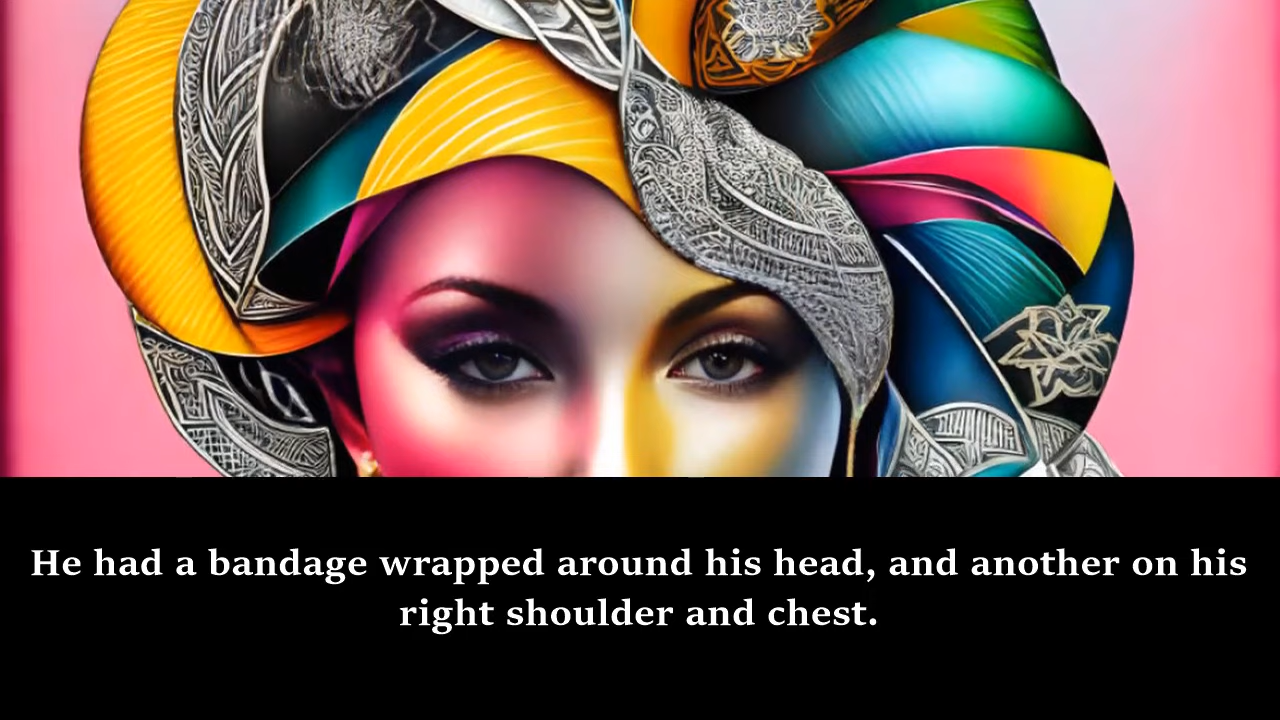 He had a bandage wrapped around his head, and another on his
right shoulder and chest.